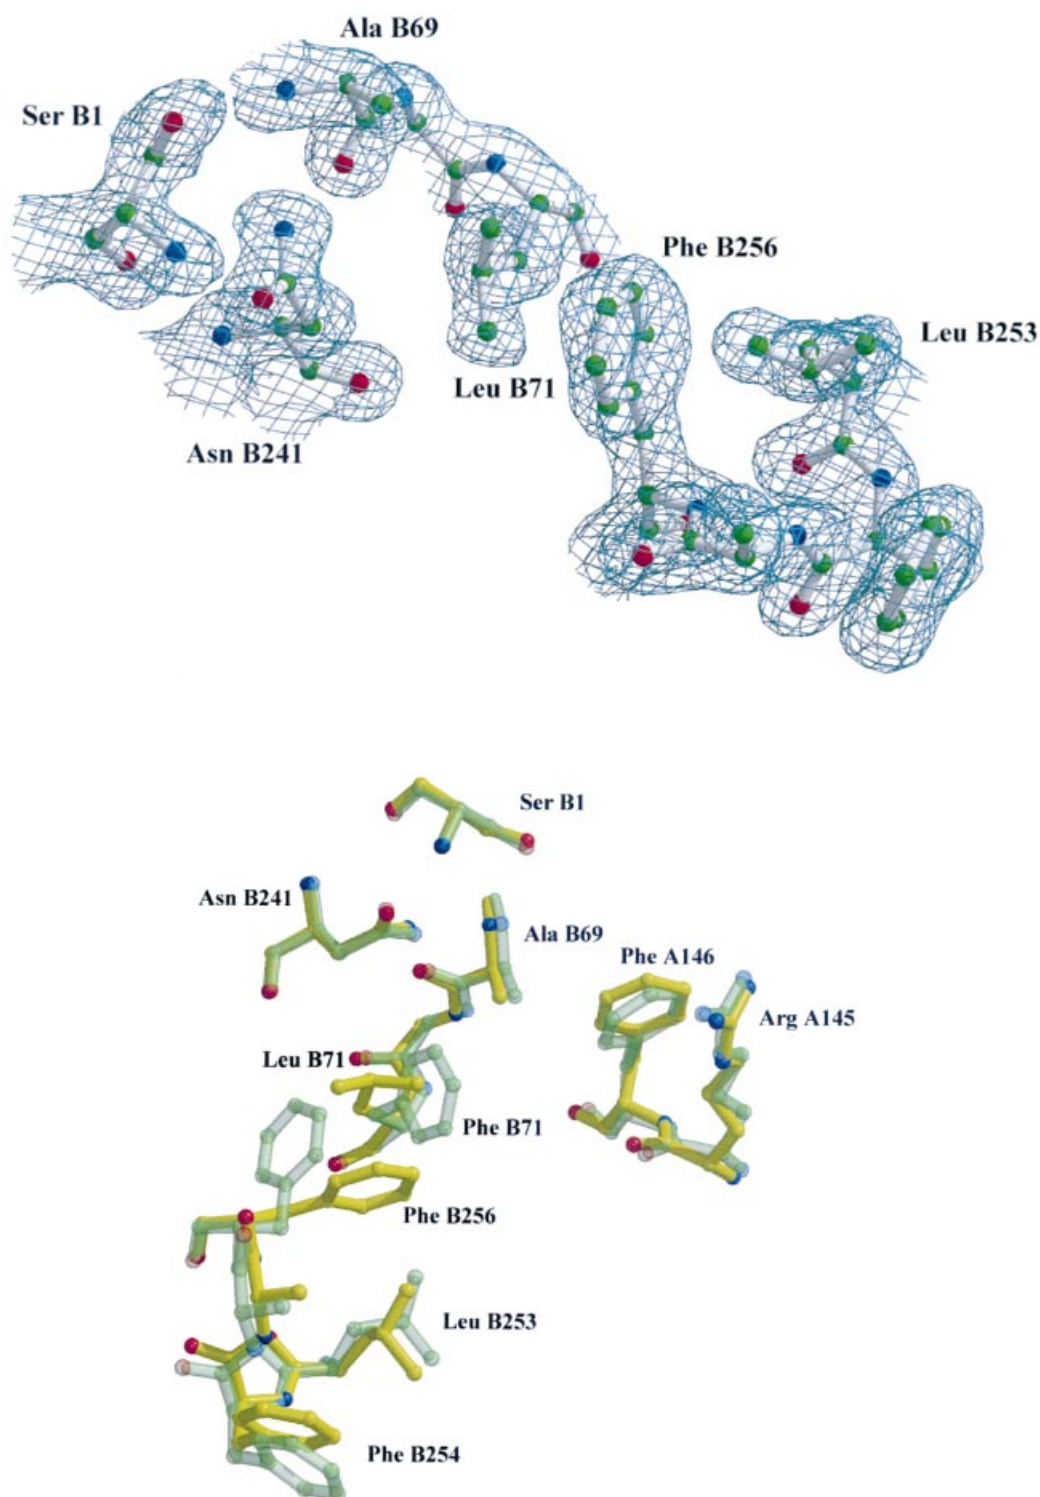 Ala B69
Ser B1
Phe B256
Leu B253
Leu B71
Asn B241
Ser B1
Asn B241
Ala B69
Phe A146
Arg A145
Leu B71
Phe B71
Phe B256
Leu B253
Phe B254